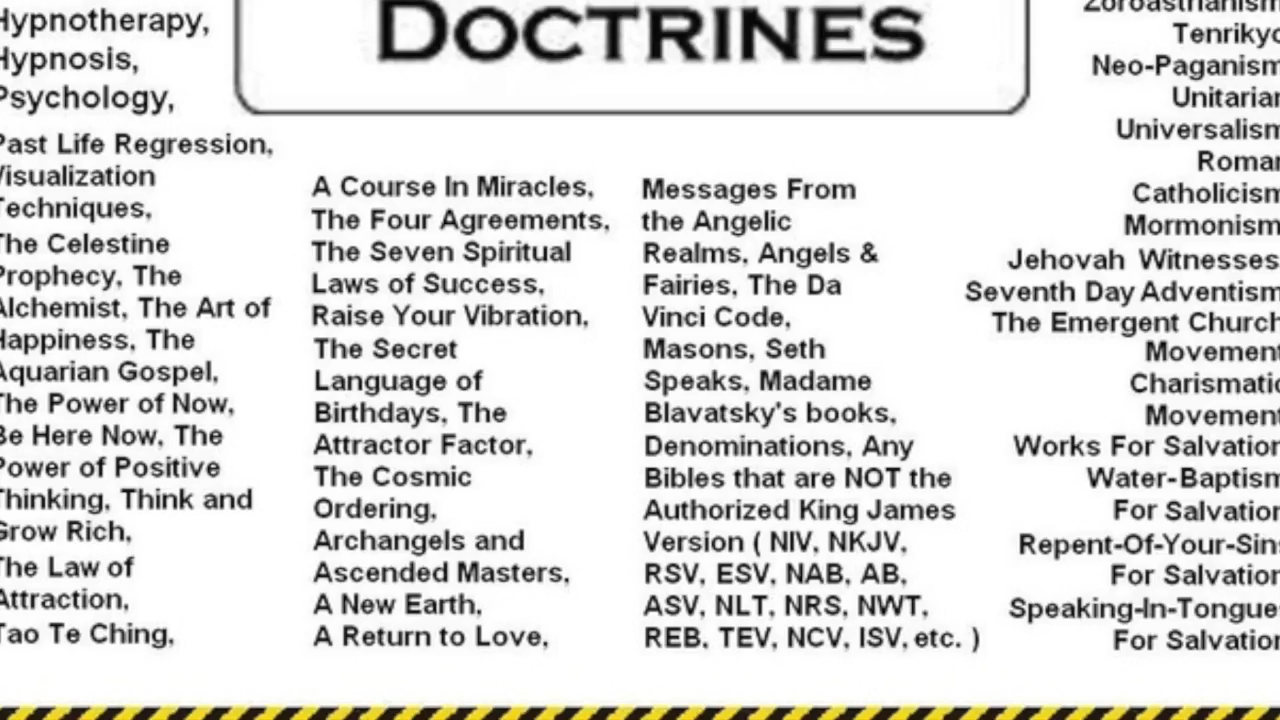 DOCTRINES
Hypnotherapy,
Hypnosis,
Psychology,
Past Life Regression,
Visualization
Techniques,
The Celestine
Prophecy, The
Alchemist, The Art of
Happiness, The
Aquarian Gospel,
The Power of Now,
Be Here Now, The
Power of Positive
Thinking, Think and
Grow Rich,
The Law of
Attraction,
Tao Te Ching,
A Course In Miracles,
The Four Agreements,
The Seven Spiritual
Laws of Success,
Raise Your Vibration,
The Secret
Language of
Birthdays, The
Attractor Factor,
The Cosmic
Ordering,
Archangels and
Ascended Masters,
A New Earth,
A Return to Love,
Messages From
the Angelic
Realms, Angels &
Fairies, The Da
Vinci Code,
Masons, Seth
Speaks, Madame
Blavatsky's books,
Denominations, Any
Bibles that are NOT the
Authorized King James
Version ( NIV, NKJV,
RSV, ESV, NAB, AB,
ASV, NLT, NRS, NWT,
REB, TEV, NCV, ISV, etc. )
Zoroastrianism
Tenrikyo
Neo-Paganism
Unitarian
Universalism
Roman
Catholicism
Mormonism
Jehovah Witnesses
Seventh Day Adventism
The Emergent Church
Movement
Charismatic
Movement
Works For Salvation
Water-Baptism
For Salvation
Repent-Of-Your-Sins
For Salvation
Speaking-In-Tongue
For Salvation